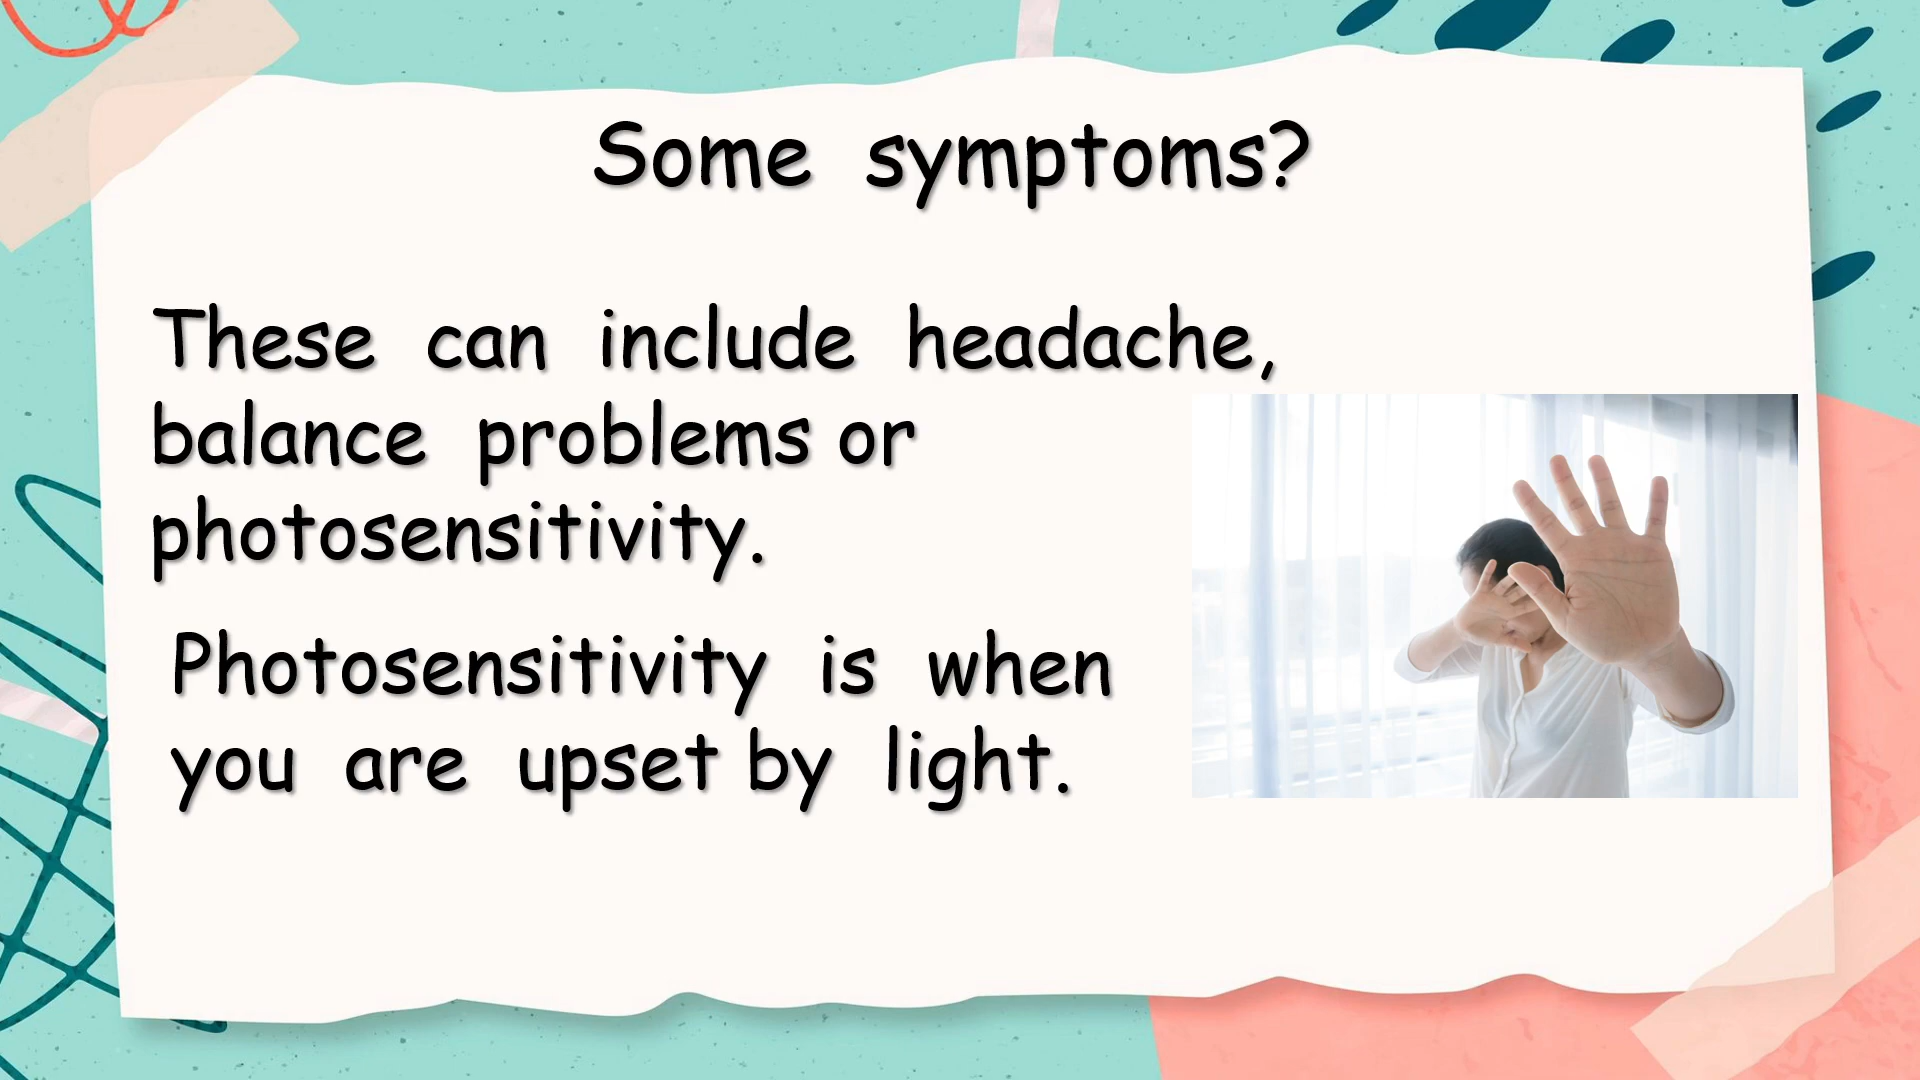 Some symptoms?
These can include headache,
balance problems or
photosensitivity.
Photosensitivity is when
you are upset by light.